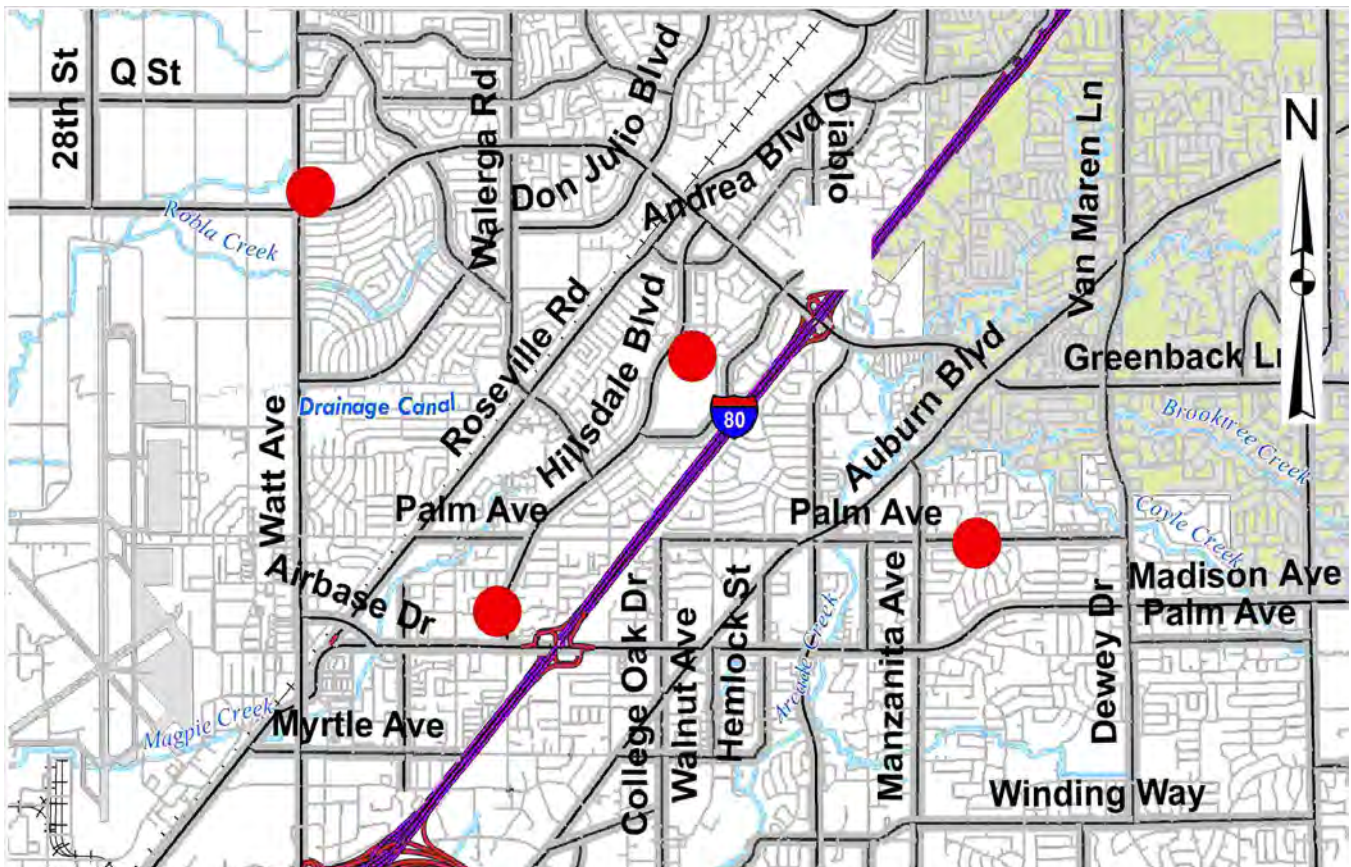 28th St
Q St
Walerga Rd
Don Julio Blvd
Andrea Blvd
Diablo
Van Maren Ln
N
Robla Creek
Roseville Rd
Hillsdale Blvd
Watt Ave
Drainage Canal
80
Auburn Blvd
Greenback Ln
Brooktree Creek
Coyle Creek
Palm Ave
Palm Ave
Airbase Dr
Madison Ave
Palm Ave
College Oak Dr
Walnut Ave
Hemlock St
Arcade Creek
Manzanita Ave
Dewey Dr
Magpie Creek
Myrtle Ave
Winding Way